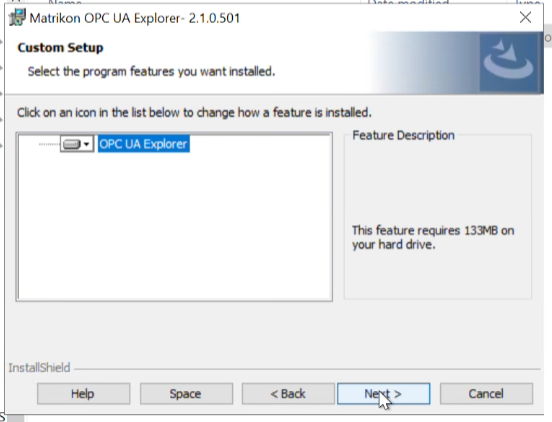 Matrikon OPC UA Explorer- 2.1.0.501
Custom Setup
Select the program features you want installed.
Click on an icon in the list below to change how a feature is installed.
OPC UA Explorer
Feature Description
This feature requires 133MB on
your hard drive.
InstallShield
Help
Space
< Back
Next >
Cancel